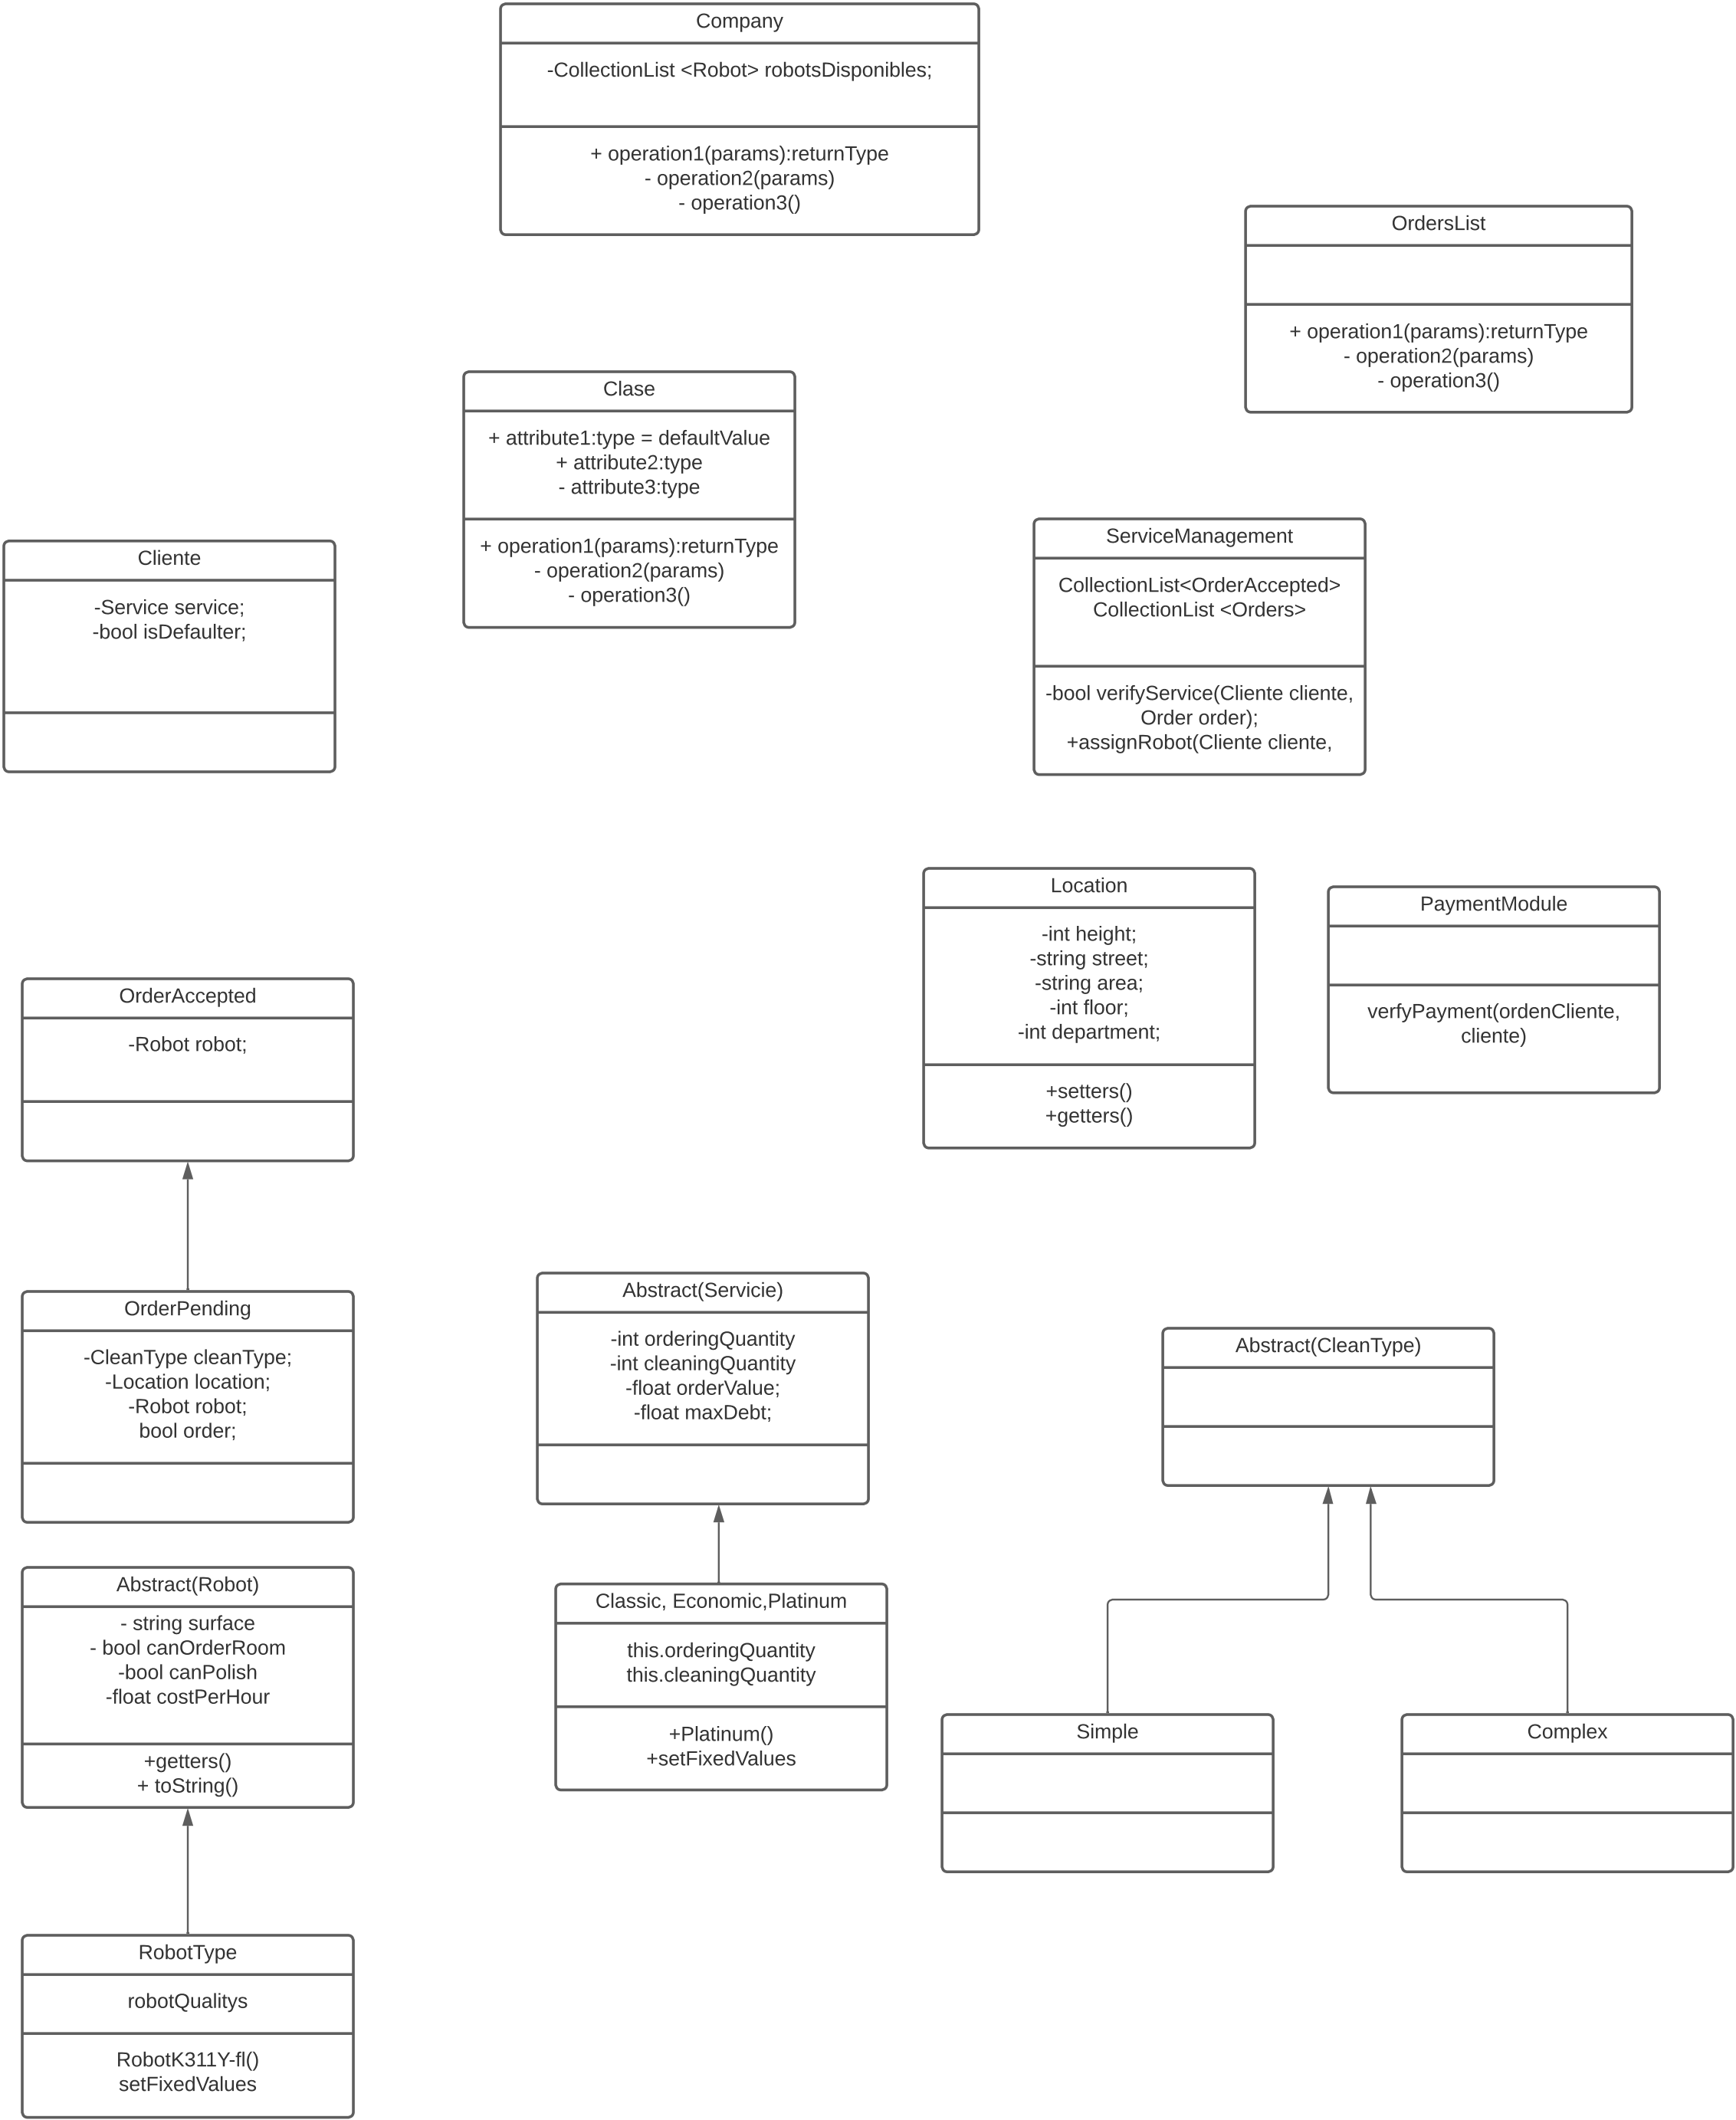 Company
-CollectionList <Robot> robotsDisponibles;
+ operation1(params):returnType
- operation2(params)
- operation3()
OrdersList
+ operation1(params):returnType
- operation2(params)
- operation3()
Clase
+ attribute1:type = defaultValue
+ attribute2:type
- attribute3:type
+ operation1(params):returnType
- operation2(params)
- operation3()
ServiceManagement
CollectionList<OrderAccepted>
CollectionList <Orders>
-bool verifyService(Cliente cliente,
Order order);
+assignRobot(Cliente cliente,
Cliente
-Service service;
-bool isDefaulter;
Location
-int height;
-string street;
-string area;
-int floor;
-int department;
+setters()
+getters()
PaymentModule
verfyPayment(ordenCliente,
cliente)
OrderAccepted
-Robot robot;
OrderPending
-CleanType cleanType;
-Location location;
-Robot robot;
bool order;
Abstract(Servicie)
-int orderingQuantity
-int cleaningQuantity
-float orderValue;
-float maxDebt;
Abstract(CleanType)
Abstract(Robot)
- string surface
- bool canOrderRoom
-bool canPolish
-float costPerHour
+getters()
+ toString()
Classic, Economic,Platinum
this.orderingQuantity
this.cleaningQuantity
+Platinum()
+setFixedValues
Simple
Complex
RobotType
robotQualitys
RobotK311Y-fl()
setFixedValues